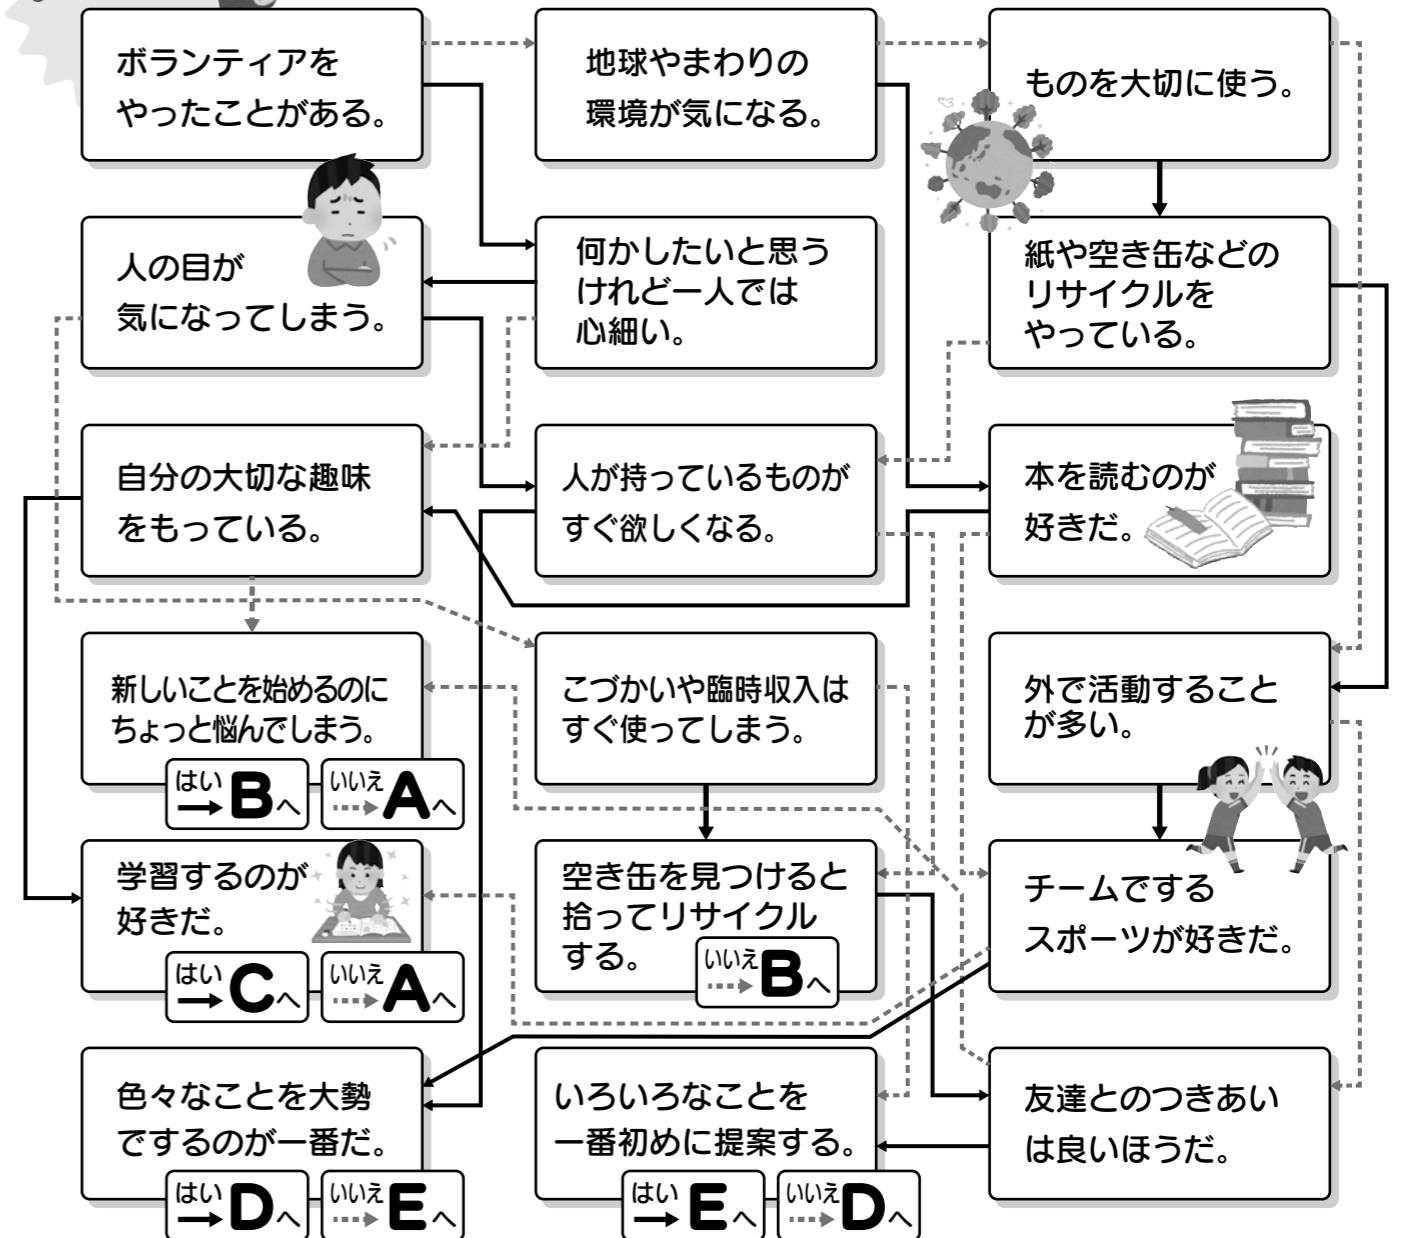 ボランティアを
やったことがある。
地球やまわりの
環境が気になる。
ものを大切に使う。
人の目が
気になってしまう。
何かしたいと思う
けれど一人では
心細い。
紙や空き缶などの
リサイクルを
やっている。
自分の大切な趣味
をもっている。
人が持っているものが
すぐ欲しくなる。
本を読むのが
好きだ。
新しいことを始めるのに
ちょっと悩んでしまう。
はい Bへ
いいえ Aへ
こづかいや臨時収入は
すぐ使ってしまう。
外で活動すること
が多い。
学習するのが
好きだ。
はい Cへ
いいえ Aへ
空き缶を見つけると
拾ってリサイクル
する。
いいえ Bへ
チームでする
スポーツが好きだ。
色々なことを大勢
でするのが一番だ。
はい Dへ
いいえ Eへ
いろいろなことを
一番初めに提案する。
はい Eへ
いいえ Dへ
友達とのつきあい
は良いほうだ。